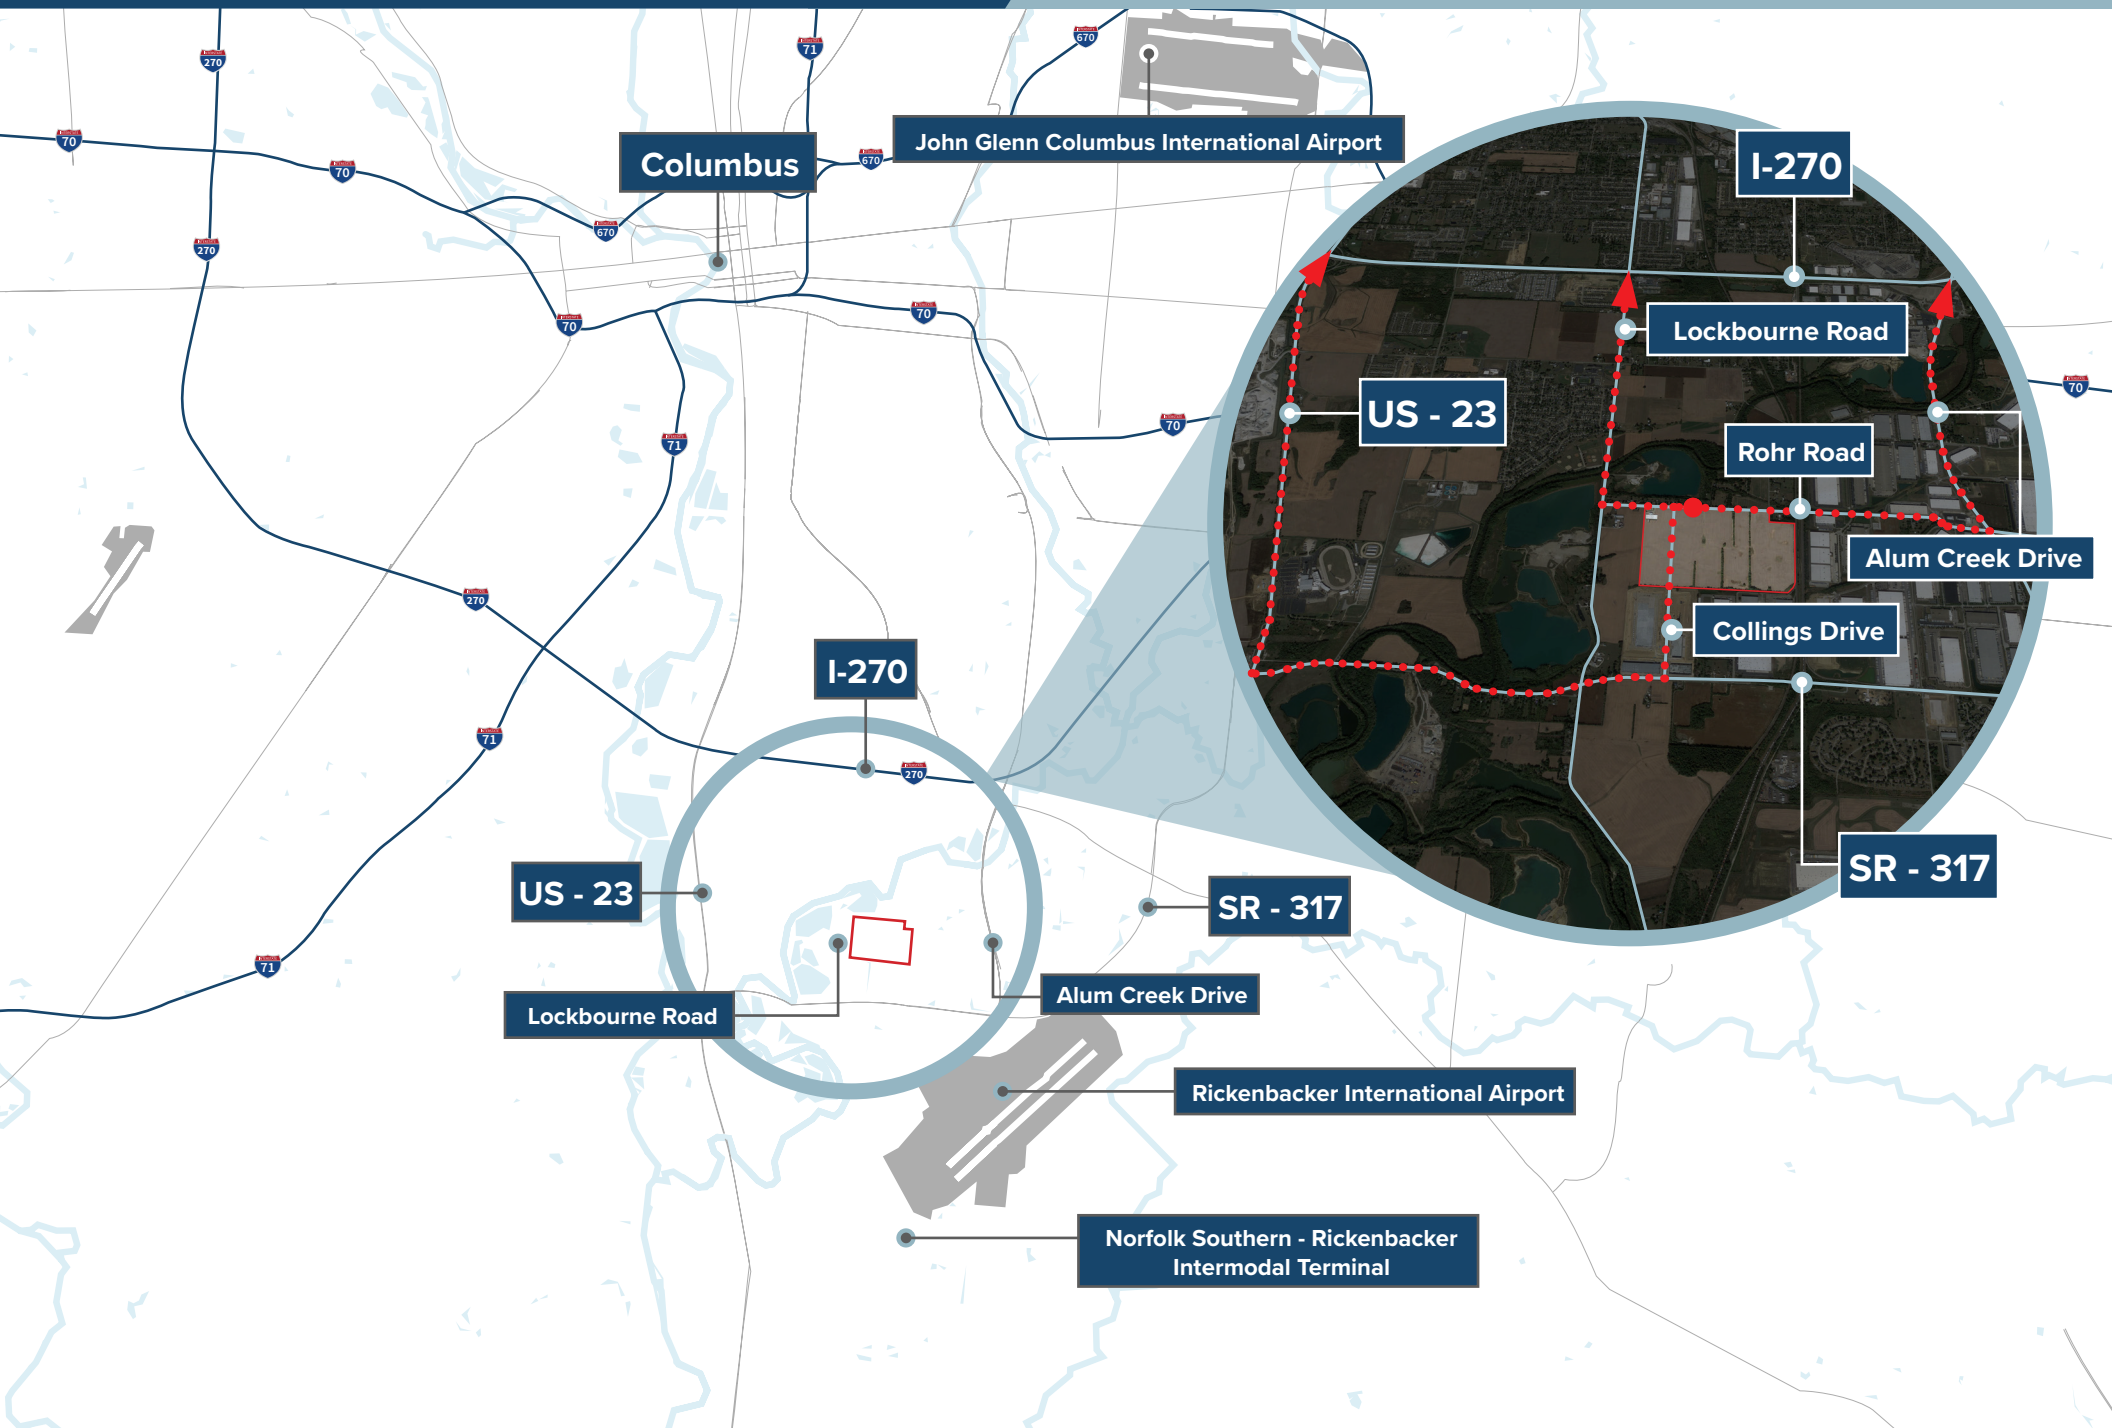 270
71
670
John Glenn Columbus International Airport
70
Columbus
670
I-270
70
670
270
70
70
Lockbourne Road
70
US - 23
70
71
Rohr Road
Alum Creek Drive
270
Collings Drive
I-270
71
270
SR - 317
US - 23
SR - 317
71
Alum Creek Drive
Lockbourne Road
Rickenbacker International Airport
Norfolk Southern - Rickenbacker
Intermodal Terminal